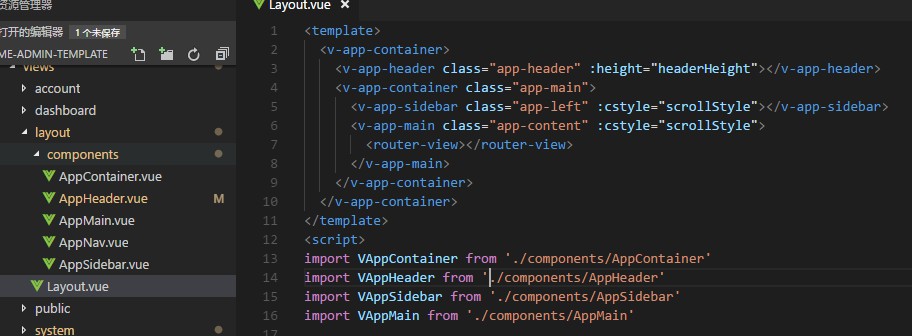 资源管理器
打开的编辑器 1 个未保存
ME-ADMIN-TEMPLATE
views
account
dashboard
layout
components
AppContainer.vue
AppHeader.vue M
AppMain.vue
AppNav.vue
AppSidebar.vue
Layout.vue
public
system
Layout.vue ×
1 <template>
2 <v-app-container>
3 <v-app-header class="app-header" :height="headerHeight"></v-app-header>
4 <v-app-container class="app-main">
5 <v-app-sidebar class="app-left" :cstyle="scrollStyle"></v-app-sidebar>
6 <v-app-main class="app-content" :cstyle="scrollStyle">
7 <router-view></router-view>
8 </v-app-main>
9 </v-app-container>
10 </v-app-container>
11 </template>
12 <script>
13 import VAppContainer from './components/AppContainer'
14 import VAppHeader from './components/AppHeader'
15 import VAppSidebar from './components/AppSidebar'
16 import VAppMain from './components/AppMain'
17